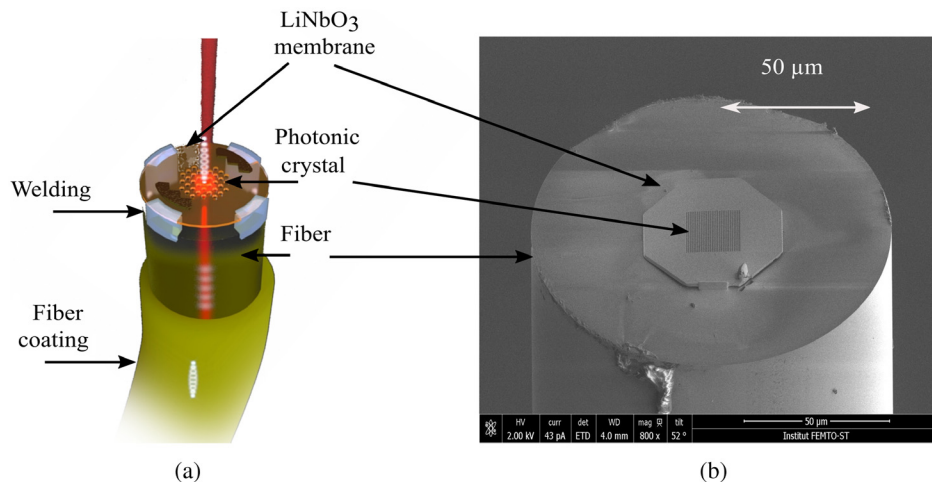 LiNbO3
membrane
50 µm
Photonic
crystal
Welding
Fiber
Fiber
coating
HV
curr
det
WD
mag
tilt
50 µm
2.00 kV
43 pA
ETD
4.0 mm
800 x
52 °
Institut FEMTO-ST
(a)
(b)